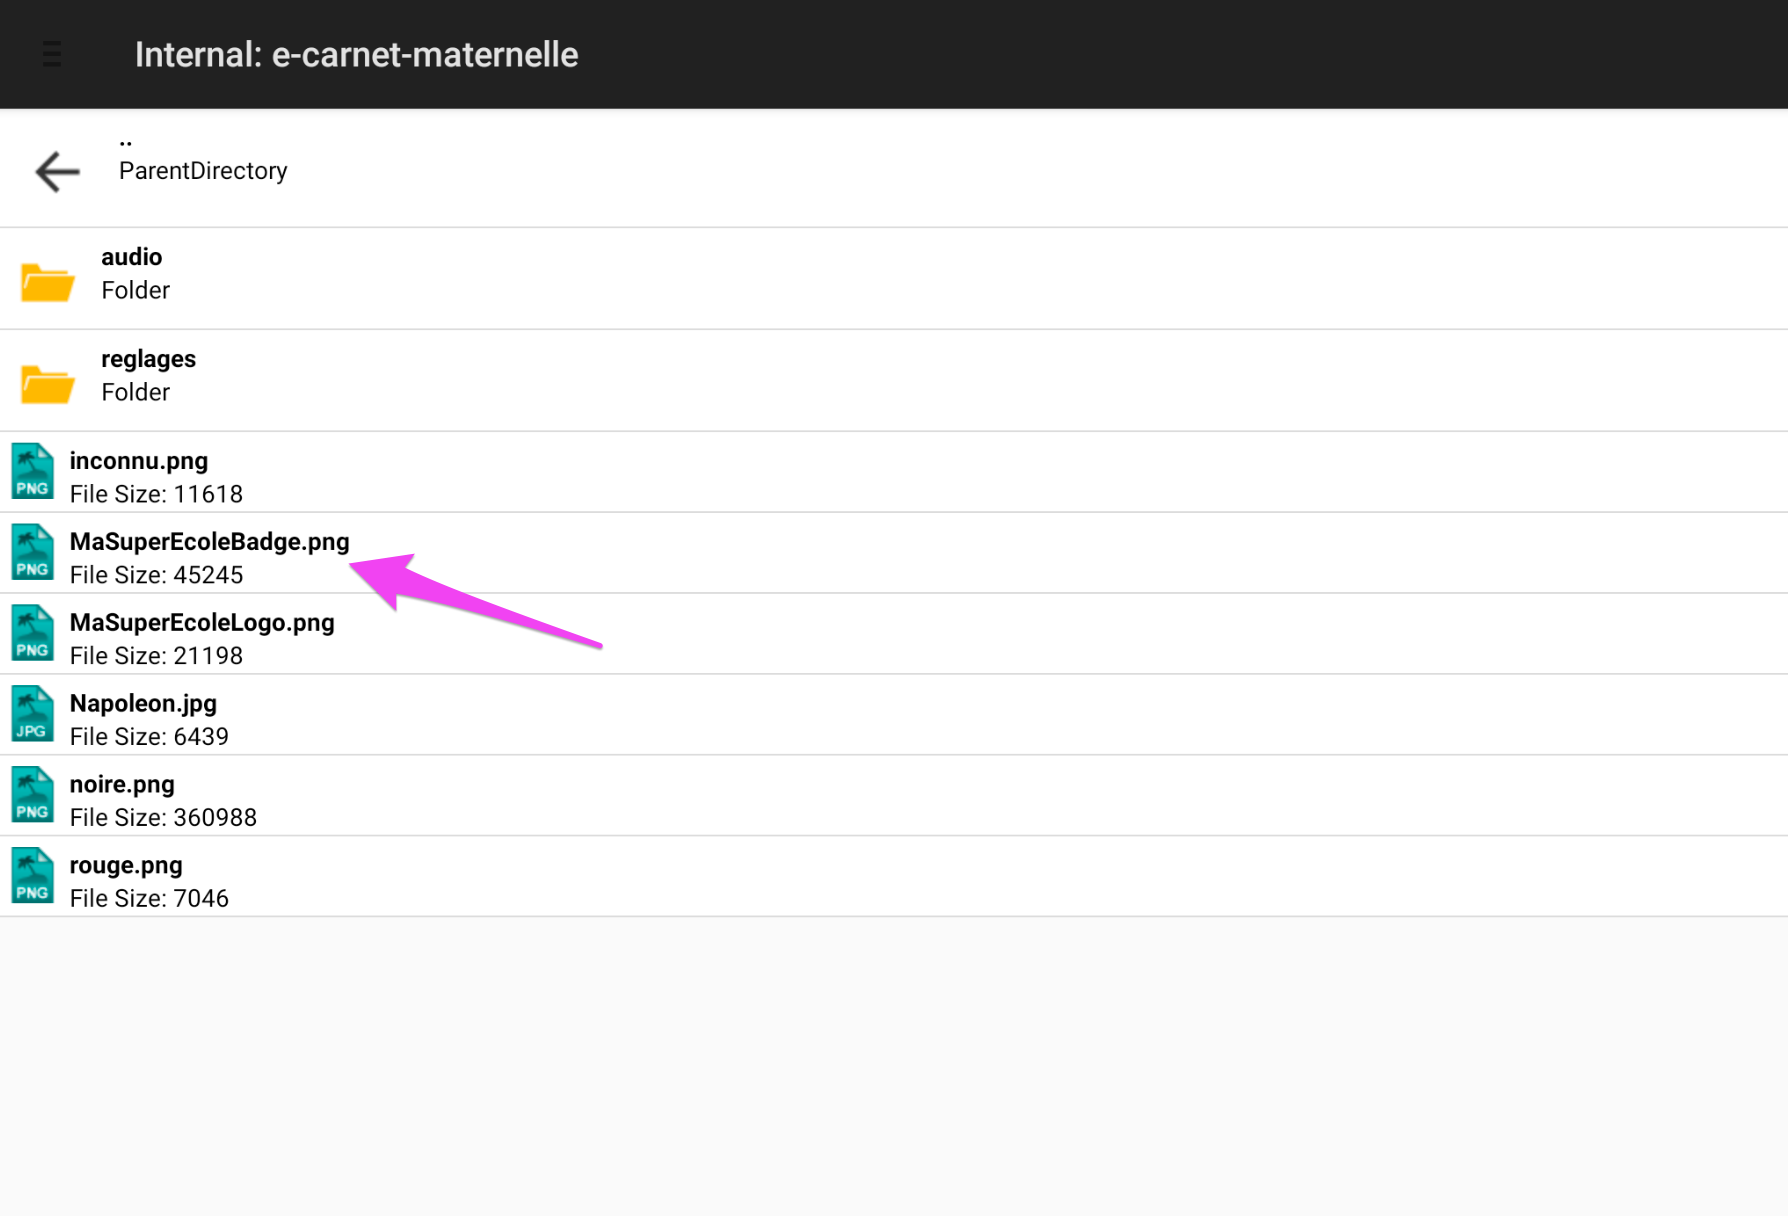 Internal: e-carnet-maternelle
..
ParentDirectory
audio
Folder
reglages
Folder
PNG
inconnu.png
File Size: 11618
PNG
MaSuperEcoleBadge.png
File Size: 45245
PNG
MaSuperEcoleLogo.png
File Size: 21198
JPG
Napoleon.jpg
File Size: 6439
PNG
noire.png
File Size: 360988
PNG
rouge.png
File Size: 7046